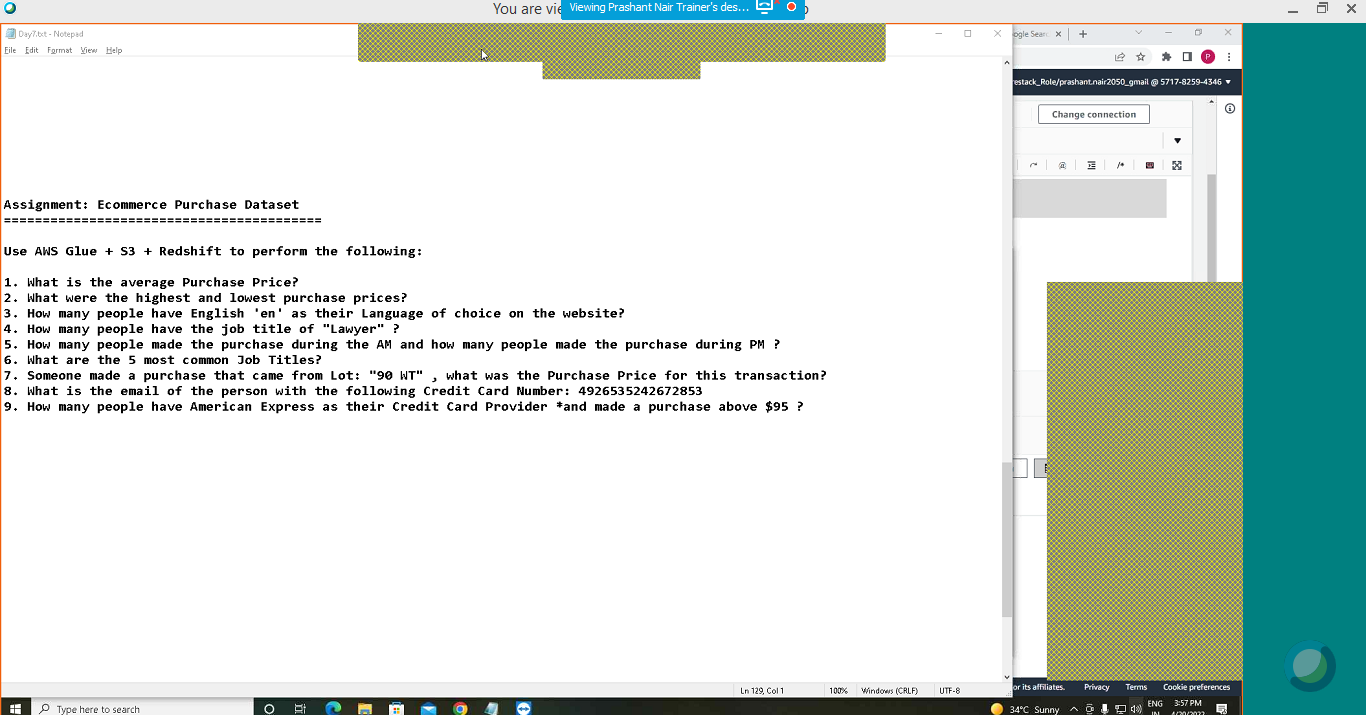 You are vie
Viewing Prashant Nair Trainer's des...
Day7.txt - Notepad
File Edit Format View Help
ogle Sear
estack_Role/prashant.nair2050_gmail @ 5717-8259-4346
Change connection
Assignment: Ecommerce Purchase Dataset
=========================================
Use AWS Glue + S3 + Redshift to perform the following:
1. What is the average Purchase Price?
2. What were the highest and lowest purchase prices?
3. How many people have English 'en' as their Language of choice on the website?
4. How many people have the job title of "Lawyer" ?
5. How many people made the purchase during the AM and how many people made the purchase during PM ?
6. What are the 5 most common Job Titles?
7. Someone made a purchase that came from Lot: "90 WT" , what was the Purchase Price for this transaction?
8. What is the email of the person with the following Credit Card Number: 4926535242672853
9. How many people have American Express as their Credit Card Provider *and made a purchase above $95 ?
Ln 129, Col 1 100% Windows (CRLF) UTF-8
or its affiliates. Privacy Terms Cookie preferences
Type here to search
34°C Sunny
ENG
IN
3:57 PM
4/20/2022